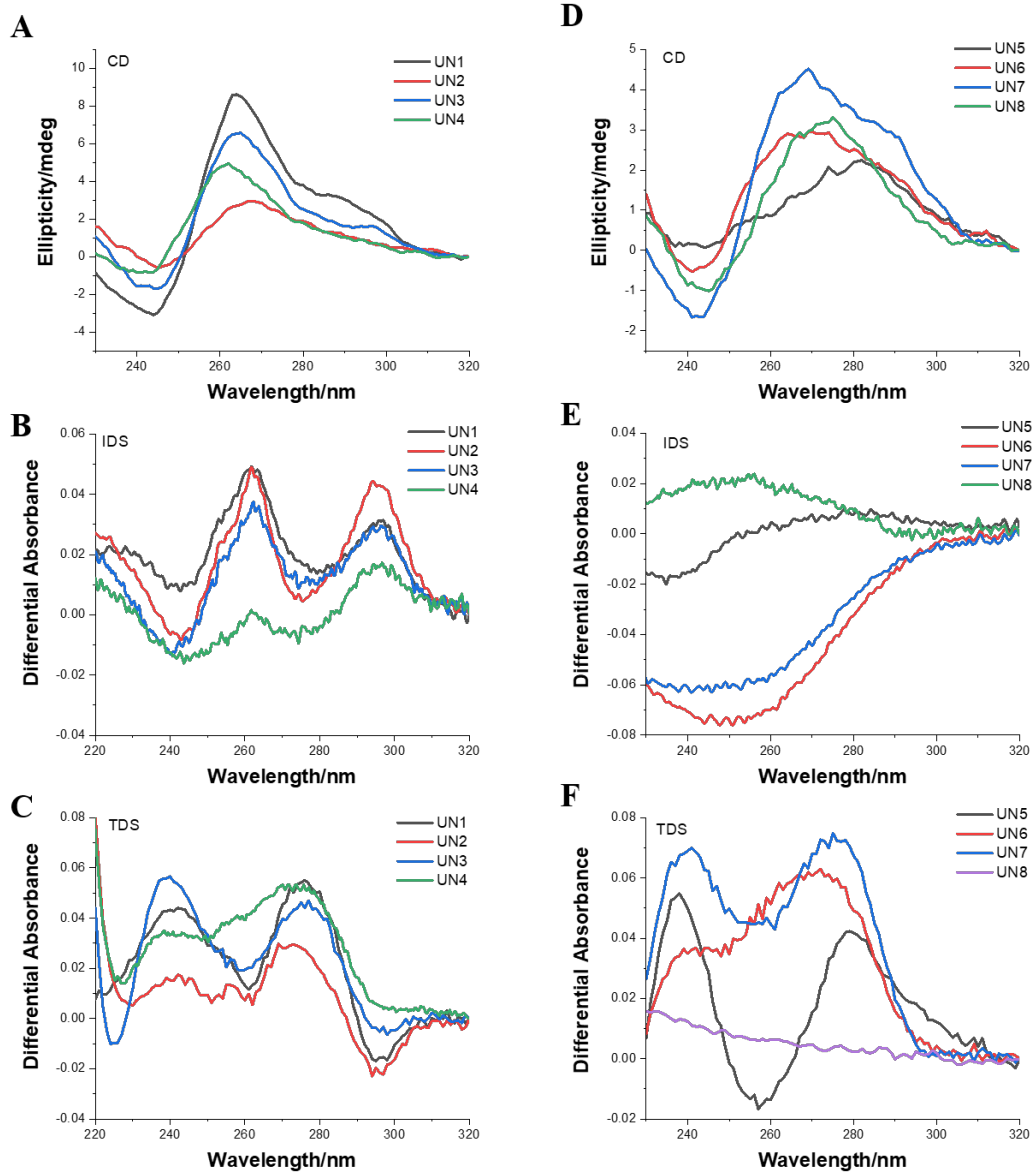 A
CD
UN1
UN2
UN3
UN4
10
8
6
4
2
0
-2
-4
Ellipticity/mdeg
240 260 280 300 320
Wavelength/nm
D
CD
UN5
UN6
UN7
UN8
5
4
3
2
1
0
-1
-2
Ellipticity/mdeg
240 260 280 300 320
Wavelength/nm
B
IDS
UN1
UN2
UN3
UN4
0.06
0.04
0.02
0.00
-0.02
-0.04
Differential Absorbance
220 240 260 280 300 320
Wavelength/nm
E
IDS
UN5
UN6
UN7
UN8
0.04
0.02
0.00
-0.02
-0.04
-0.06
-0.08
Differential Absorbance
240 260 280 300 320
Wavelength/nm
C
TDS
UN1
UN2
UN3
UN4
0.08
0.06
0.04
0.02
0.00
-0.02
-0.04
Differential Absorbance
220 240 260 280 300 320
Wavelength/nm
F
TDS
UN5
UN6
UN7
UN8
0.08
0.06
0.04
0.02
0.00
-0.02
Differential Absorbance
240 260 280 300 320
Wavelength/nm